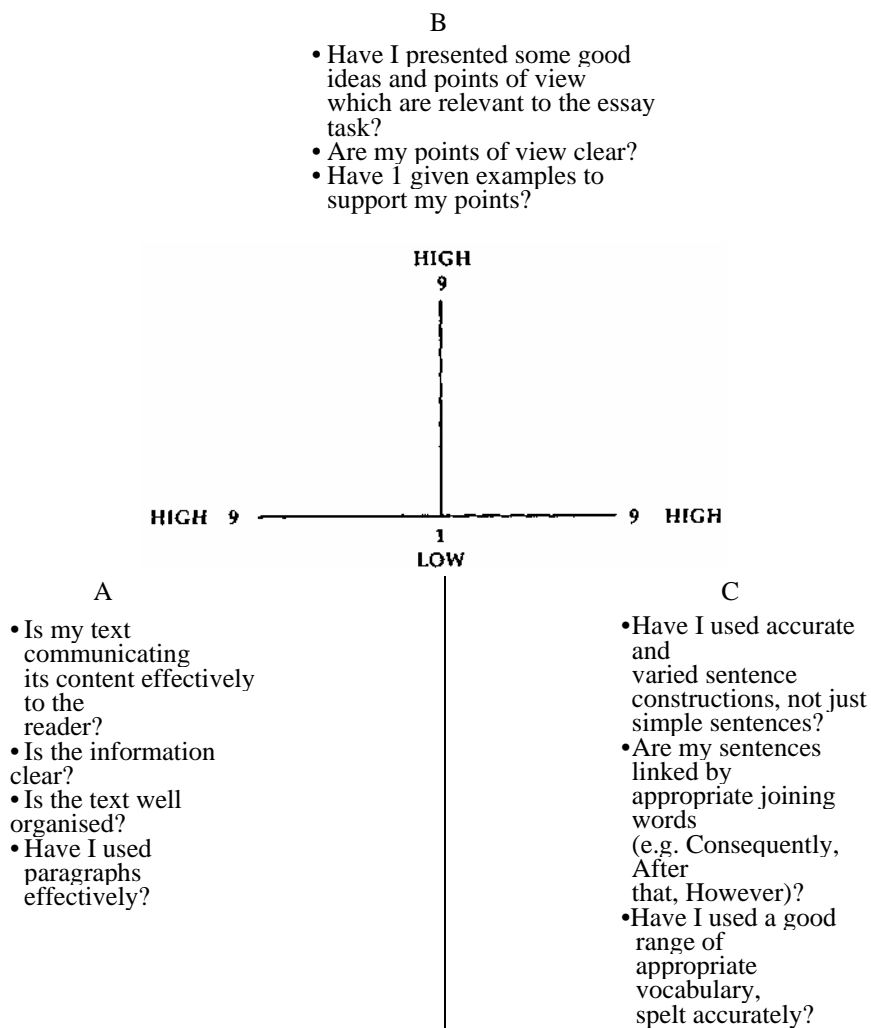 B
• Have I presented some good
ideas and points of view
which are relevant to the essay
task?
• Are my points of view clear?
• Have 1 given examples to
support my points?
HIGH
9
HIGH 9
9 HIGH
1
LOW
A
• Is my text
communicating
its content effectively
to the
reader?
• Is the information
clear?
• Is the text well
organised?
• Have I used
paragraphs
effectively?
C
•Have I used accurate
and
varied sentence
constructions, not just
simple sentences?
•Are my sentences
linked by
appropriate joining
words
(e.g. Consequently,
After
that, However)?
•Have I used a good
range of
appropriate
vocabulary,
spelt accurately?